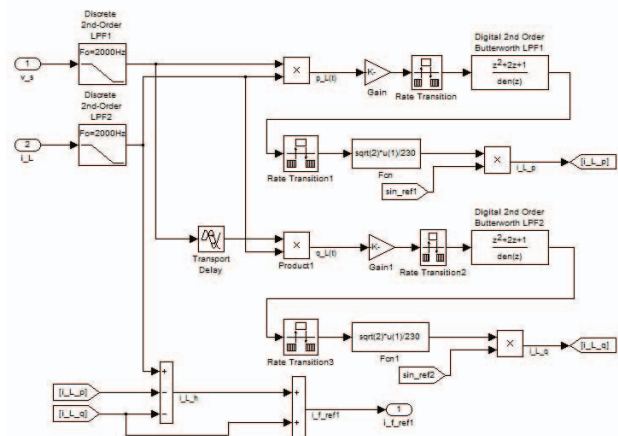 Discrete
2nd-Order
LPF1
1
v_s
Fo=2000Hz
Discrete
2nd-Order
LPF2
2
i_L
Fo=2000Hz
×
p_L(t)
K-
Gain
Rate Transition
Digital 2nd Order
Butterworth LPF1
z²+2z+1
den(z)
Rate Transition1
sqrt(2)*u(1)/230
Fcn
sin_ref1
×
i_L_p
[i_L_p]
Transport
Delay
×
Product1
q_L(t)
K-
Gain1
Rate Transition2
Digital 2nd Order
Butterworth LPF2
z²+2z+1
den(z)
Rate Transition3
sqrt(2)*u(1)/230
Fcn1
sin_ref2
×
i_L_q
[i_L_q]
[i_L_p]
[i_L_q]
+
−
−
i_L_h
+
+
i_f_ref1
1
i_f_ref1